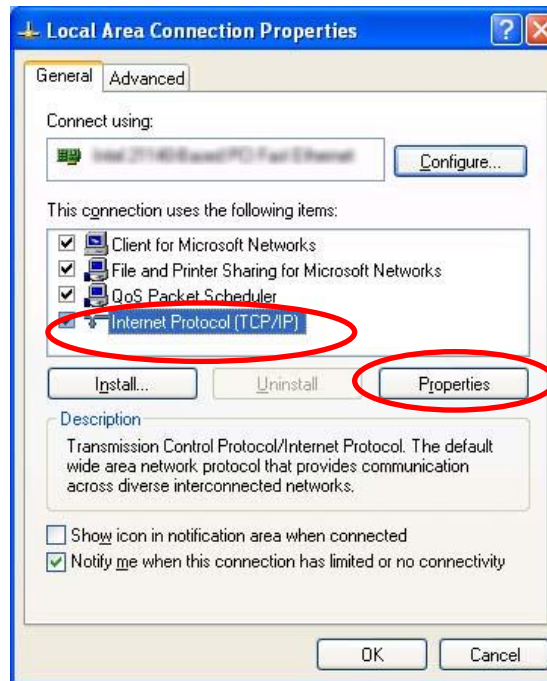 Local Area Connection Properties
General Advanced
Connect using:
Configure...
This connection uses the following items:
Client for Microsoft Networks
File and Printer Sharing for Microsoft Networks
QoS Packet Scheduler
Internet Protocol (TCP/IP)
Install... Uninstall Properties
Description
Transmission Control Protocol/Internet Protocol. The default
wide area network protocol that provides communication
across diverse interconnected networks.
Show icon in notification area when connected
Notify me when this connection has limited or no connectivity
OK Cancel